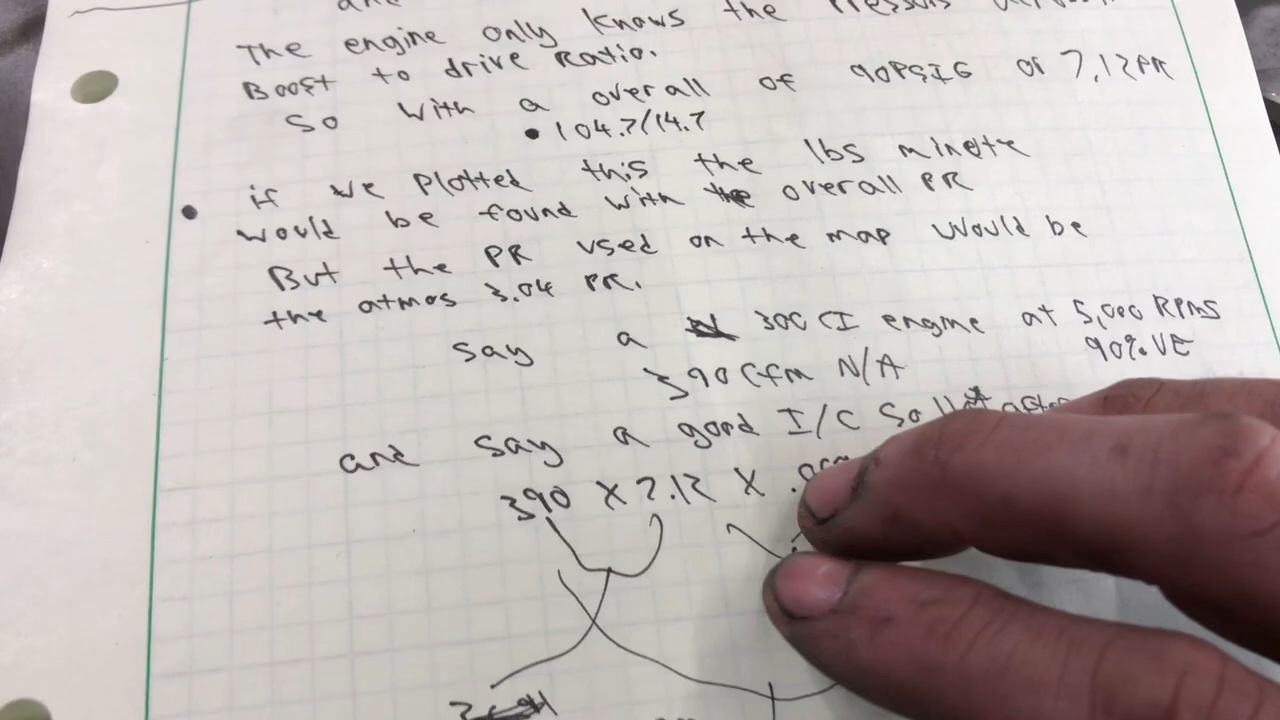 The engine only knows the
Boost to drive ratio.
So with a overall of 90PSIG or 7.12PR
• 104.7/14.7
• if we plotted this the lbs minute
would be found with the overall PR
But the PR used on the map would be
the atmos 3.04 PR.
say a 300 CI engine at 5,000 RPMS
90% VE
390 Cfm N/A
and say a good I/C so
390 X 7.12 X